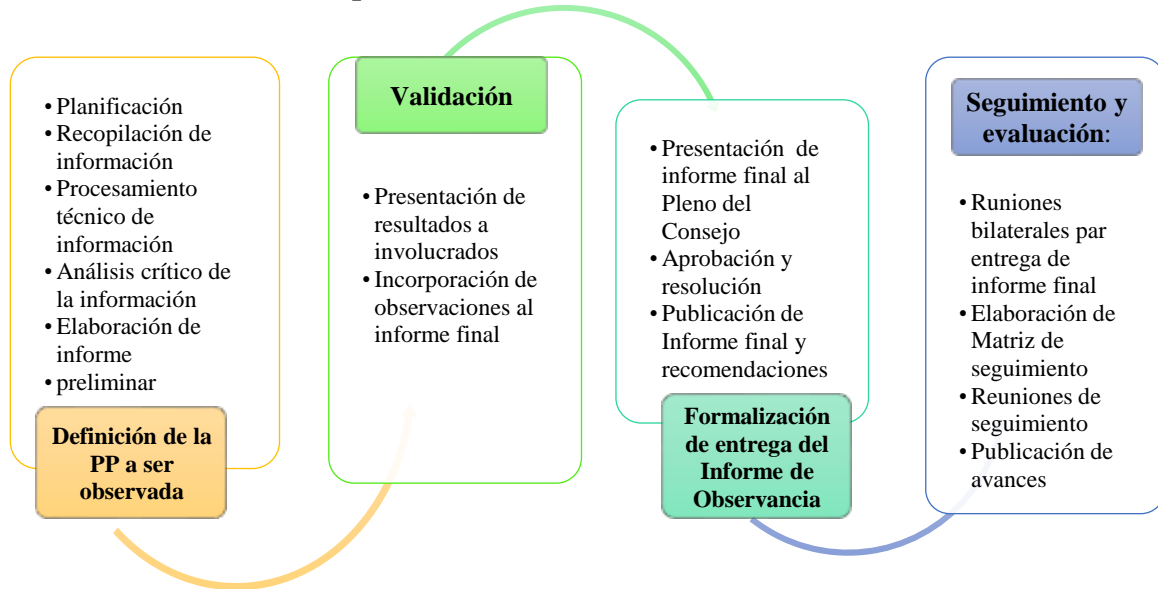 • Planificación
• Recopilación de
información
• Procesamiento
técnico de
información
• Análisis crítico de
la información
• Elaboración de
informe
• preliminar
Definición de la
PP a ser
observada
Validación
• Presentación de
resultados a
involucrados
• Incorporación de
observaciones al
informe final
• Presentación de
informe final al
Pleno del
Consejo
• Aprobación y
resolución
• Publicación de
Informe final y
recomendaciones
Formalización
de entrega del
Informe de
Observancia
Seguimiento y
evaluación:
• Runiones
bilaterales par
entrega de
informe final
• Elaboración de
Matriz de
seguimiento
• Reuniones de
seguimiento
• Publicación de
avances